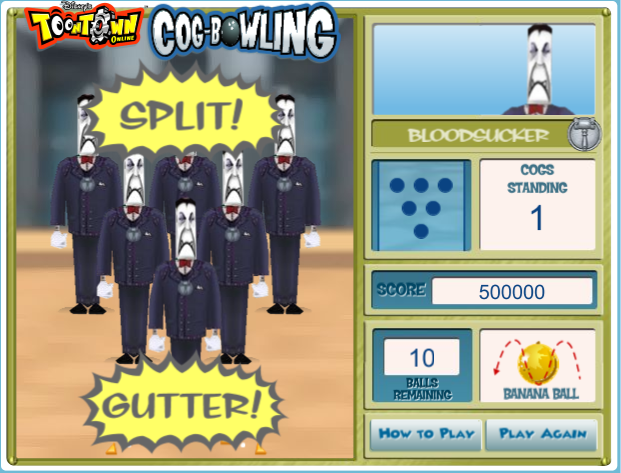 Disney's
TOONTOWN
ONLINE
COG-BOWLING
SPLIT!
BLOODSUCKER
COGS
STANDING
1
SCORE 500000
10
BALLS
REMAINING
BANANA BALL
GUTTER!
HOW TO PLAY
PLAY AGAIN